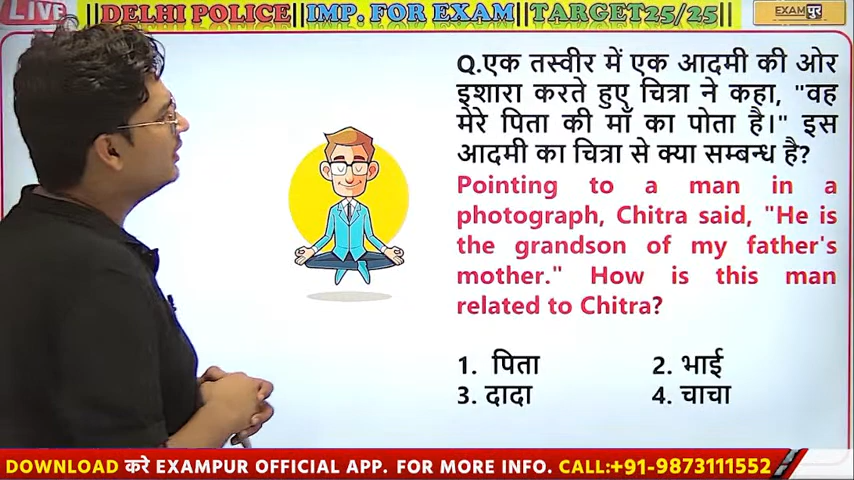 LIVE
||DELHI POLICE||IMP. FOR EXAM||TARGET25/25||
EXAMपुर
Q.एक तस्वीर में एक आदमी की ओर
इशारा करते हुए चित्रा ने कहा, "वह
मेरे पिता की माँ का पोता है।" इस
आदमी का चित्रा से क्या सम्बन्ध है?
Pointing to a man in a
photograph, Chitra said, "He is
the grandson of my father's
mother." How is this man
related to Chitra?
1. पिता 2. भाई
3. दादा 4. चाचा
DOWNLOAD करे EXAMPUR OFFICIAL APP. FOR MORE INFO. CALL:+91-9873111552